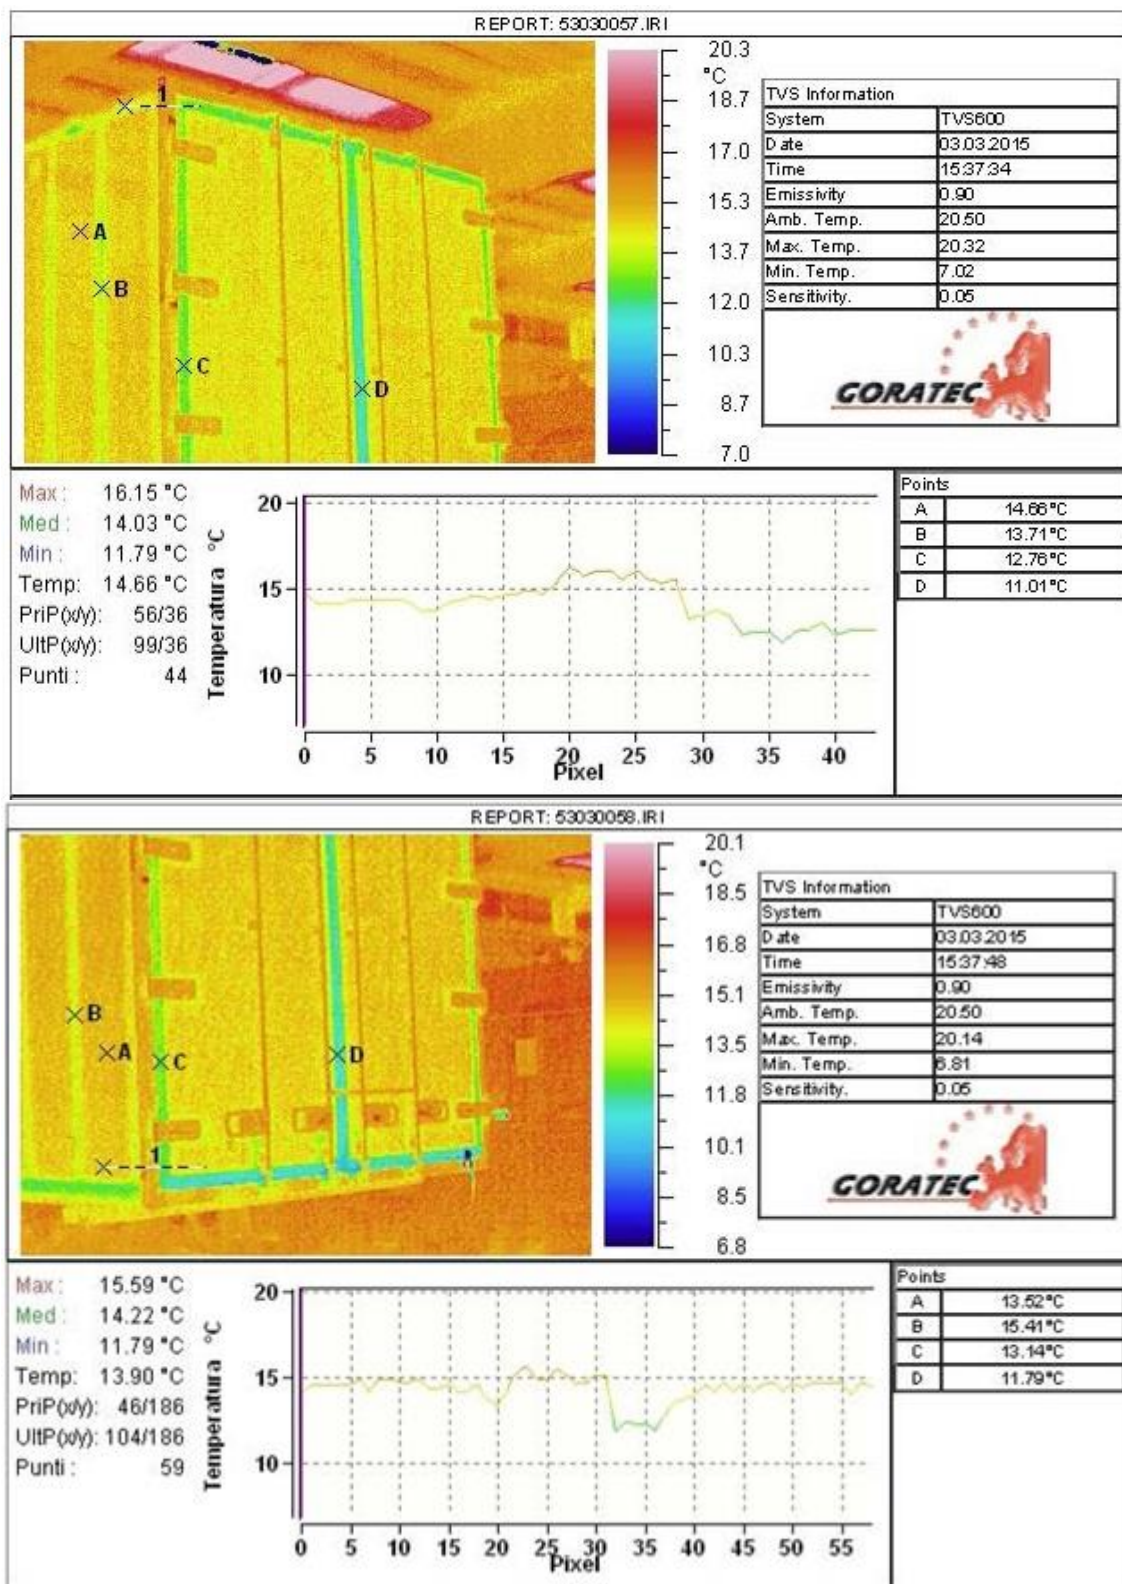 REPORT: 53030057.IRI
1
A
B
C
D
20.3
°C
18.7
17.0
15.3
13.7
12.0
10.3
8.7
7.0
TVS Information
System TVS600
Date 03.03.2015
Time 15:37:34
Emissivity 0.90
Amb. Temp. 20.50
Max. Temp. 20.32
Min. Temp. 7.02
Sensitivity. 0.05
GORATEC
Max : 16.15 °C
Med : 14.03 °C
Min : 11.79 °C
Temp: 14.66 °C
PriP(x/y): 56/36
UltP(x/y): 99/36
Punti : 44
Temperatura °C
20
15
10
0 5 10 15 20 25 30 35 40
Pixel
Points
A 14.66°C
B 13.71°C
C 12.76°C
D 11.01°C
REPORT: 53030058.IRI
B
A
C
D
1
20.1
°C
18.5
16.8
15.1
13.5
11.8
10.1
8.5
6.8
TVS Information
System TVS600
Date 03.03.2015
Time 15:37:48
Emissivity 0.90
Amb. Temp. 20.50
Max. Temp. 20.14
Min. Temp. 6.81
Sensitivity. 0.05
GORATEC
Max : 15.59 °C
Med : 14.22 °C
Min : 11.79 °C
Temp: 13.90 °C
PriP(x/y): 46/186
UltP(x/y): 104/186
Punti : 59
Temperatura °C
20
15
10
0 5 10 15 20 25 30 35 40 45 50 55
Pixel
Points
A 13.52°C
B 15.41°C
C 13.14°C
D 11.79°C